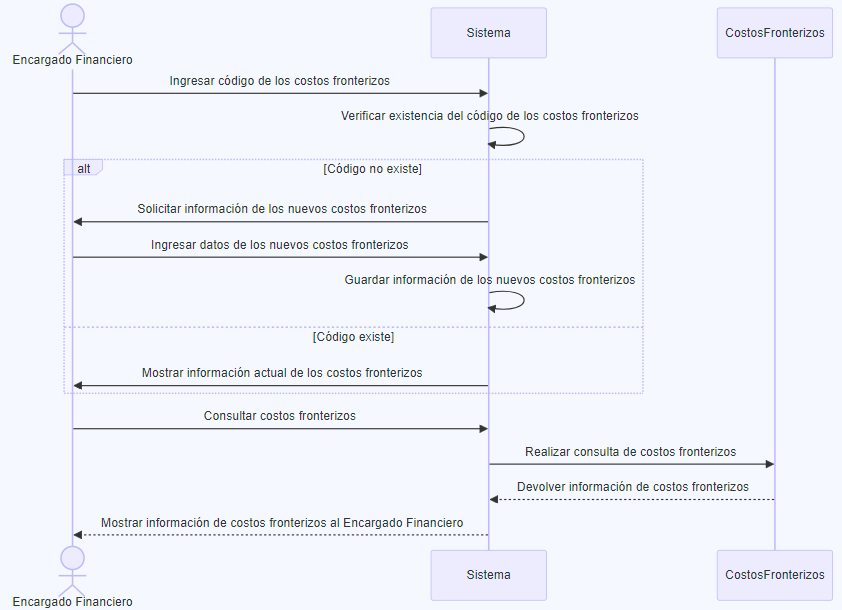 Encargado Financiero
Sistema
CostosFronterizos
Ingresar código de los costos fronterizos
Verificar existencia del código de los costos fronterizos
alt
[Código no existe]
Solicitar información de los nuevos costos fronterizos
Ingresar datos de los nuevos costos fronterizos
Guardar información de los nuevos costos fronterizos
[Código existe]
Mostrar información actual de los costos fronterizos
Consultar costos fronterizos
Realizar consulta de costos fronterizos
Devolver información de costos fronterizos
Mostrar información de costos fronterizos al Encargado Financiero
Encargado Financiero
Sistema
CostosFronterizos